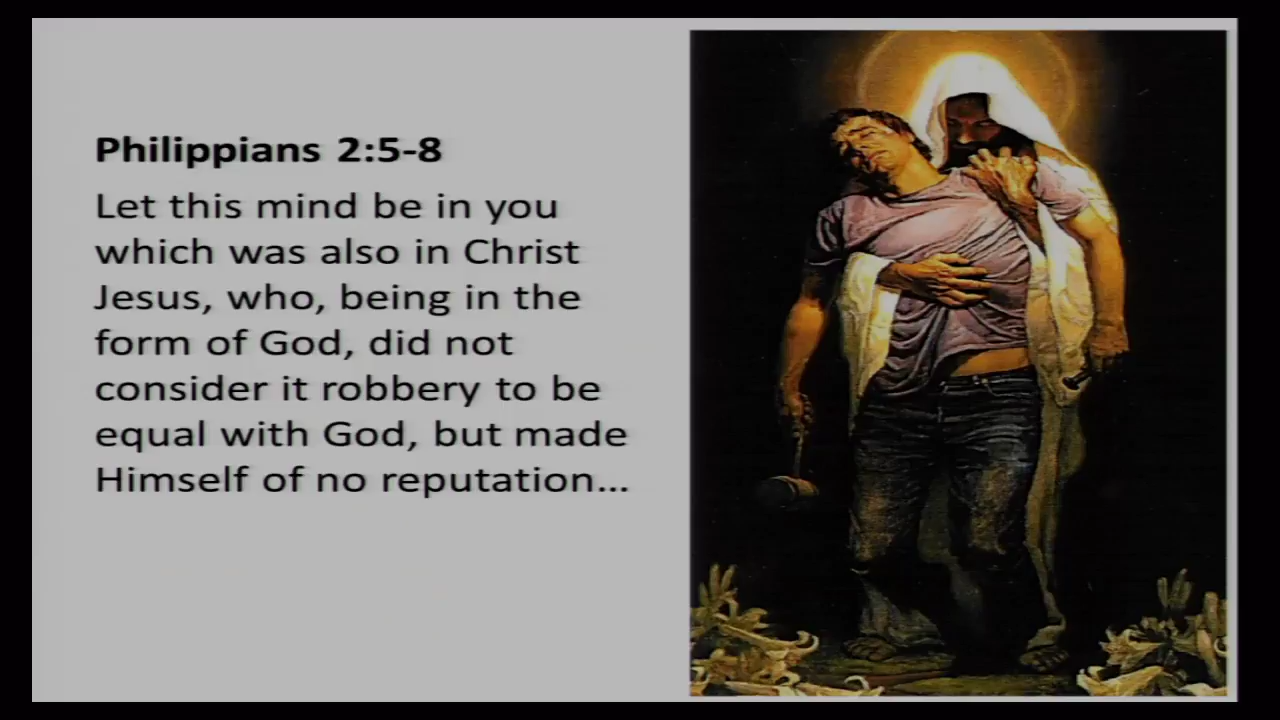 Philippians 2:5-8
Let this mind be in you
which was also in Christ
Jesus, who, being in the
form of God, did not
consider it robbery to be
equal with God, but made
Himself of no reputation...